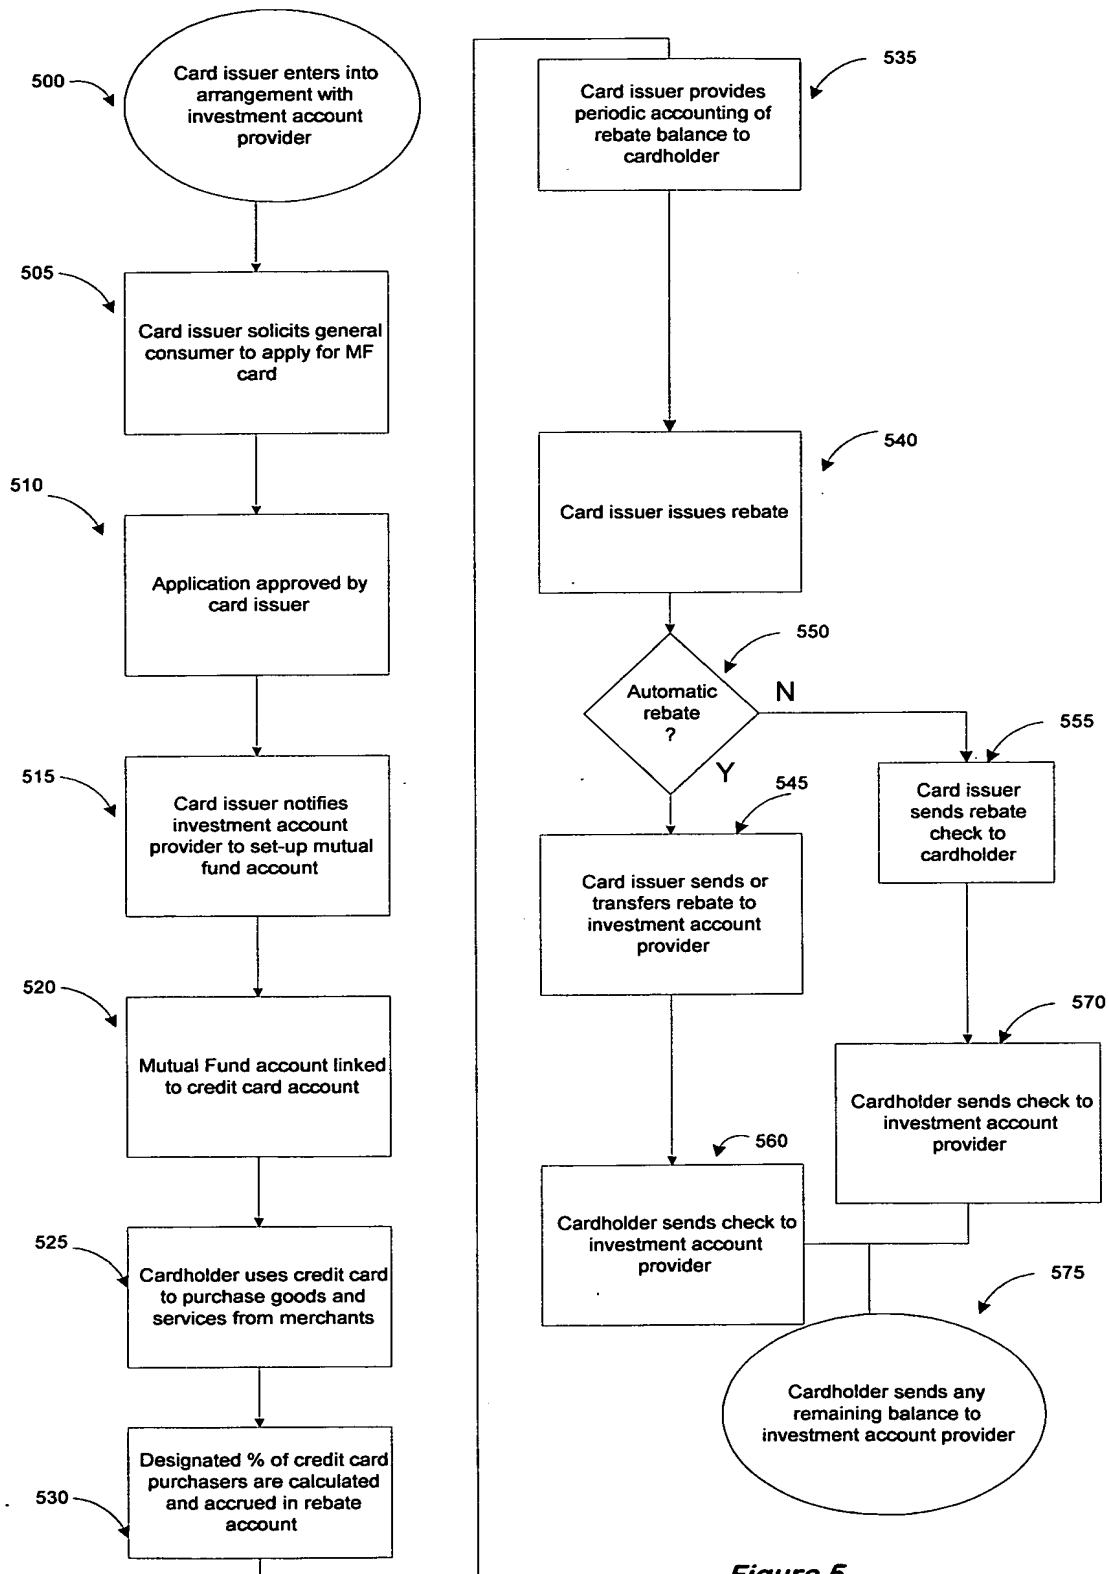 500
Card issuer enters into
arrangement with
investment account
provider
505
Card issuer solicits general
consumer to apply for MF
card
510
Application approved by
card issuer
515
Card issuer notifies
investment account
provider to set-up mutual
fund account
520
Mutual Fund account linked
to credit card account
525
Cardholder uses credit card
to purchase goods and
services from merchants
530
Designated % of credit card
purchasers are calculated
and accrued in rebate
account
535
Card issuer provides
periodic accounting of
rebate balance to
cardholder
540
Card issuer issues rebate
550
Automatic
rebate
?
N
Y
555
Card issuer
sends rebate
check to
cardholder
545
Card issuer sends or
transfers rebate to
investment account
provider
570
Cardholder sends check to
investment account
provider
560
Cardholder sends check to
investment account
provider
575
Cardholder sends any
remaining balance to
investment account provider
Figure 5